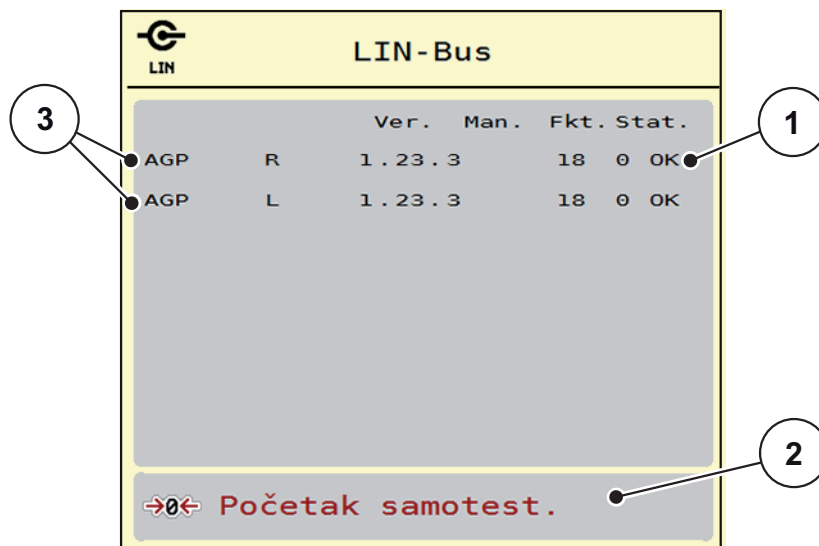 LIN
LIN-Bus
Ver. Man. Fkt. Stat.
AGP R 1.23.3 18 0 OK
AGP L 1.23.3 18 0 OK
→0← Početak samotest.
3
1
2